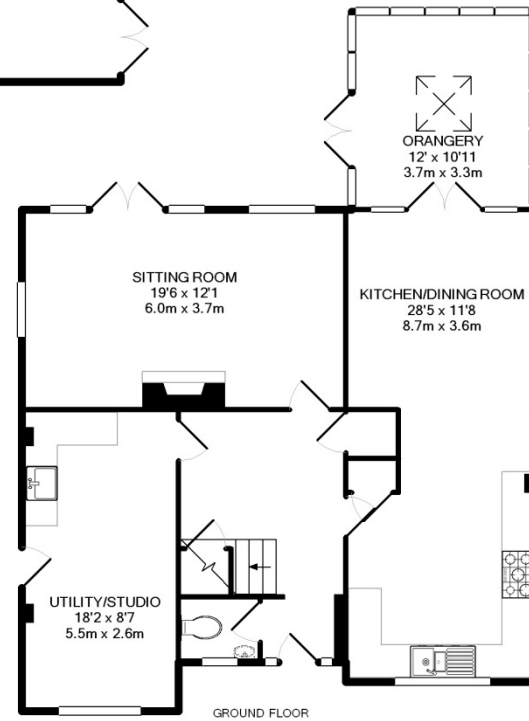 ORANGERY
12' x 10'11
3.7m x 3.3m
SITTING ROOM
19'6 x 12'1
6.0m x 3.7m
KITCHEN/DINING ROOM
28'5 x 11'8
8.7m x 3.6m
UTILITY/STUDIO
18'2 x 8'7
5.5m x 2.6m
GROUND FLOOR